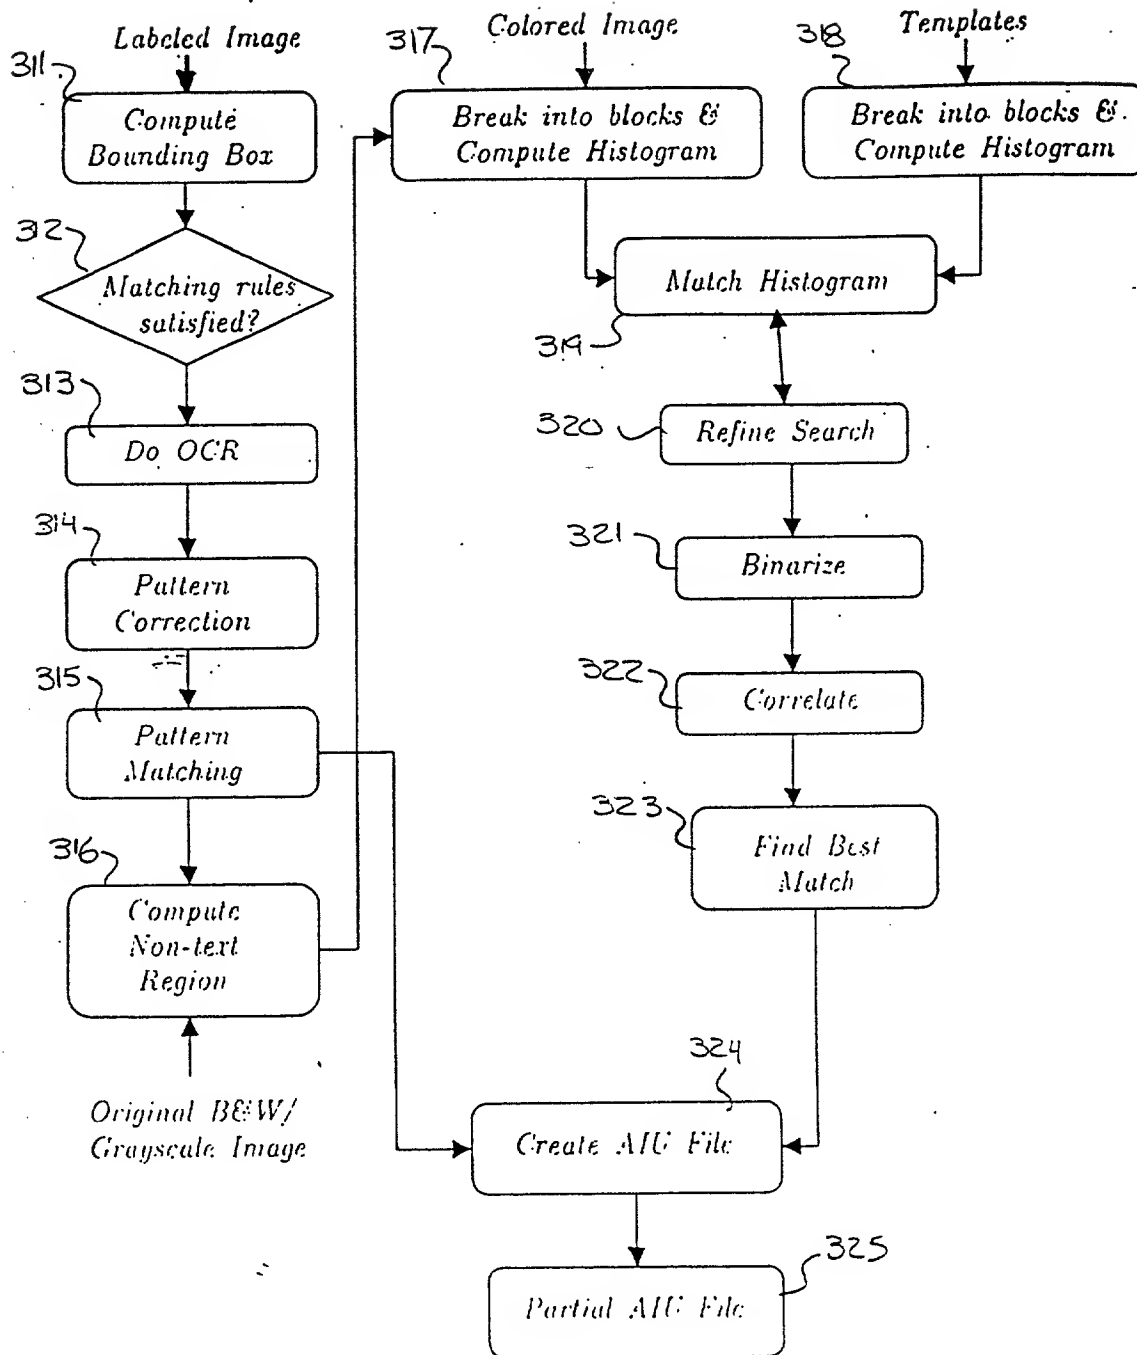 Labeled Image
311
Compute
Bounding Box
312
Matching rules
satisfied?
313
Do OCR
314
Pattern
Correction
315
Pattern
Matching
316
Compute
Non-text
Region
Original B&W/
Grayscale Image
317
Colored Image
Break into blocks &
Compute Histogram
318
Templates
Break into blocks &
Compute Histogram
Match Histogram
319
320
Refine Search
321
Binarize
322
Correlate
323
Find Best
Match
324
Create AIU File
325
Partial AIU File